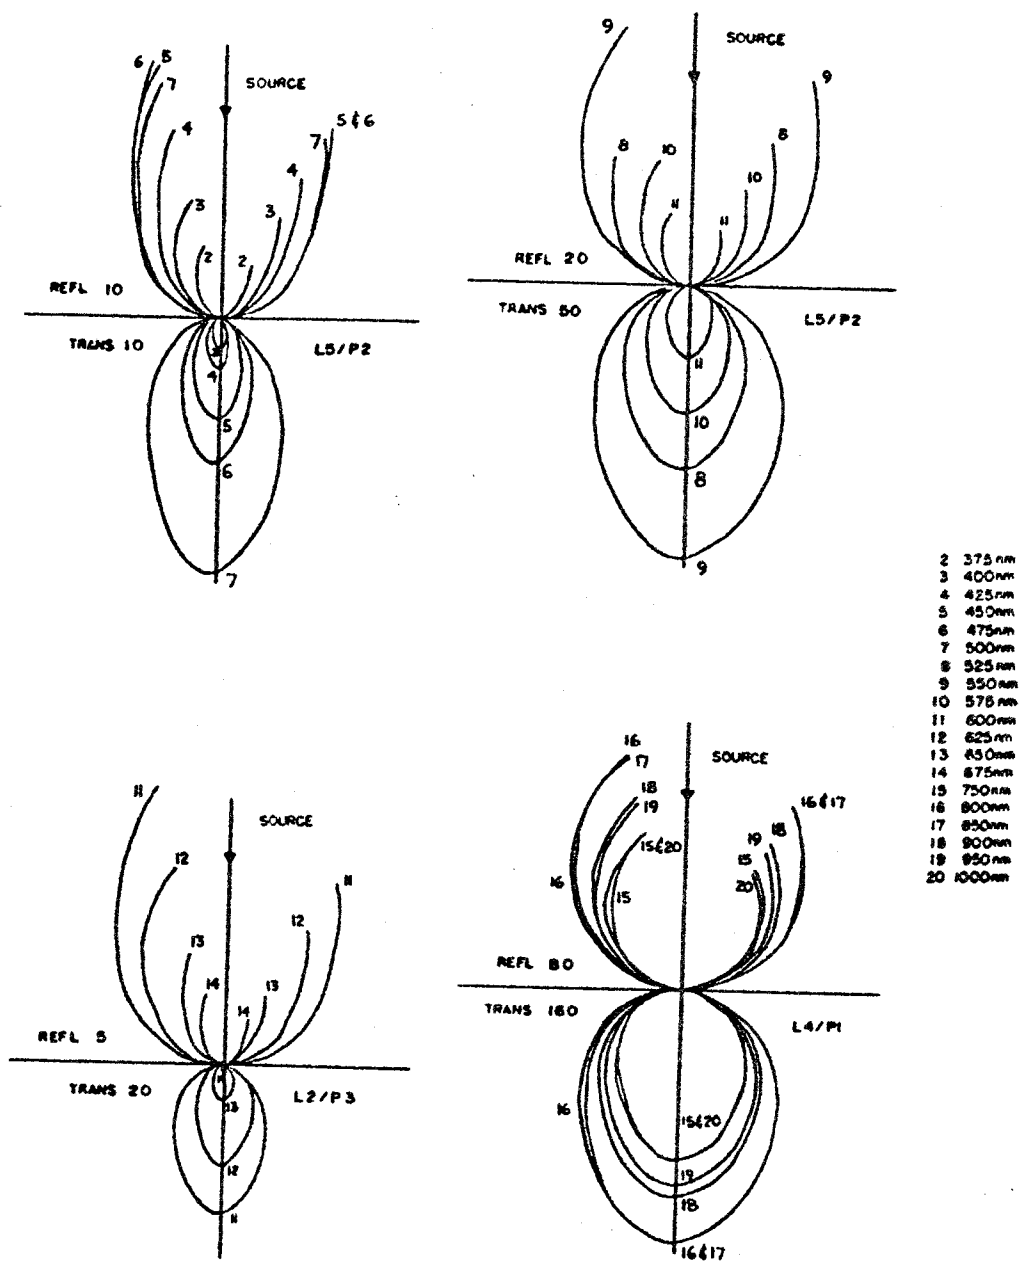 6 5
7
4
3
2
SOURCE
5 & 6
7
4
3
2
REFL 10
TRANS 10
L5/P2
4
5
6
7
9
SOURCE
9
8
10
11
8
10
11
REFL 20
TRANS 50
L5/P2
11
10
8
9
2 375nm
3 400nm
4 425nm
5 450nm
6 475nm
7 500nm
8 525nm
9 550nm
10 575nm
11 600nm
12 625nm
13 650nm
14 675nm
15 750nm
16 800nm
17 850nm
18 900nm
19 950nm
20 1000nm
11
12
SOURCE
11
12
13
14
13
14
REFL 5
TRANS 20
L2/P3
13
12
11
16
17
SOURCE
18
19
15&20
16&17
18
19
15
20
16
15
REFL 80
TRANS 160
L4/P1
16
15&20
19
18
16&17